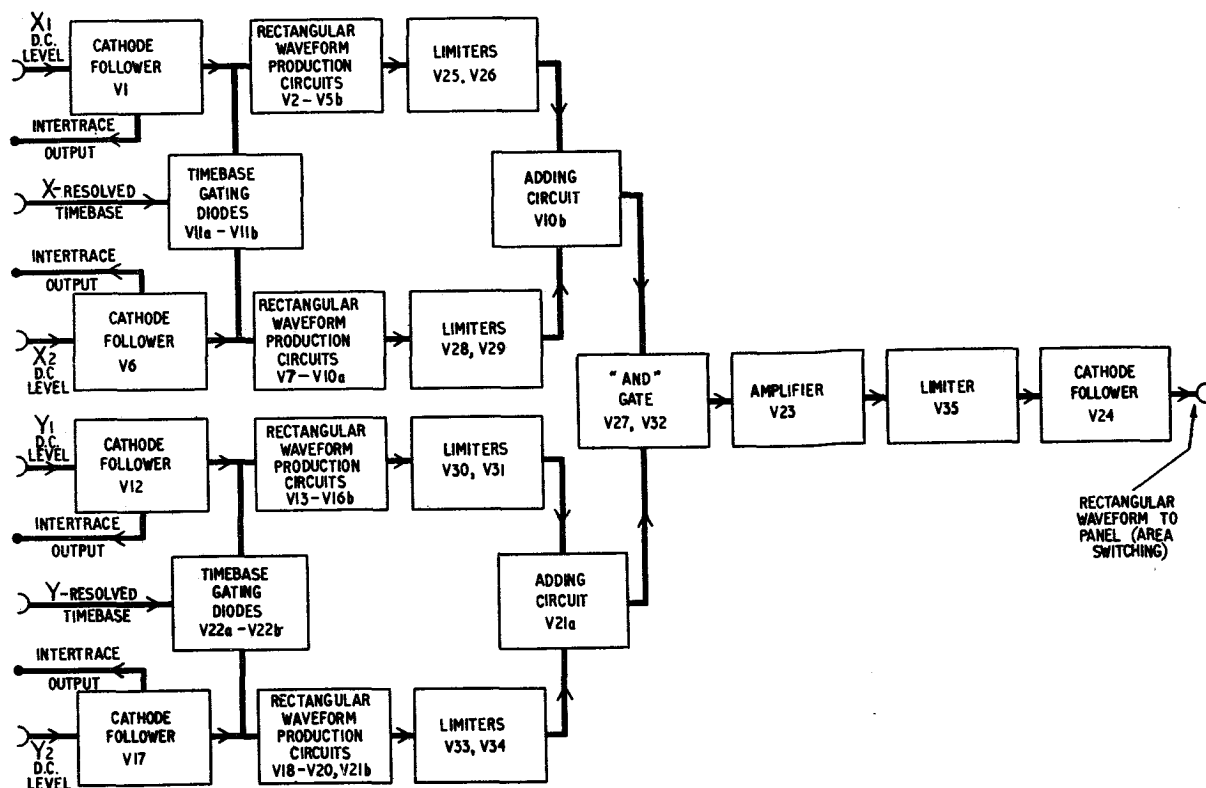 X1
D.C.
LEVEL
CATHODE
FOLLOWER
V1
INTERTRACE
OUTPUT
RECTANGULAR
WAVEFORM
PRODUCTION
CIRCUITS
V2–V5b
LIMITERS
V25, V26
X-RESOLVED
TIMEBASE
TIMEBASE
GATING
DIODES
V11a–V11b
ADDING
CIRCUIT
V10b
INTERTRACE
OUTPUT
X2
D.C
LEVEL
CATHODE
FOLLOWER
V6
RECTANGULAR
WAVEFORM
PRODUCTION
CIRCUITS
V7–V10a
LIMITERS
V28, V29
"AND"
GATE
V27, V32
AMPLIFIER
V23
LIMITER
V35
CATHODE
FOLLOWER
V24
RECTANGULAR
WAVEFORM TO
PANEL (AREA
SWITCHING)
Y1
D.C.
LEVEL
CATHODE
FOLLOWER
V12
INTERTRACE
OUTPUT
RECTANGULAR
WAVEFORM
PRODUCTION
CIRCUITS
V13–V16b
LIMITERS
V30, V31
Y-RESOLVED
TIMEBASE
TIMEBASE
GATING
DIODES
V22a–V22b
ADDING
CIRCUIT
V21a
INTERTRACE
OUTPUT
Y2
D.C.
LEVEL
CATHODE
FOLLOWER
V17
RECTANGULAR
WAVEFORM
PRODUCTION
CIRCUITS
V18–V20, V21b
LIMITERS
V33, V34